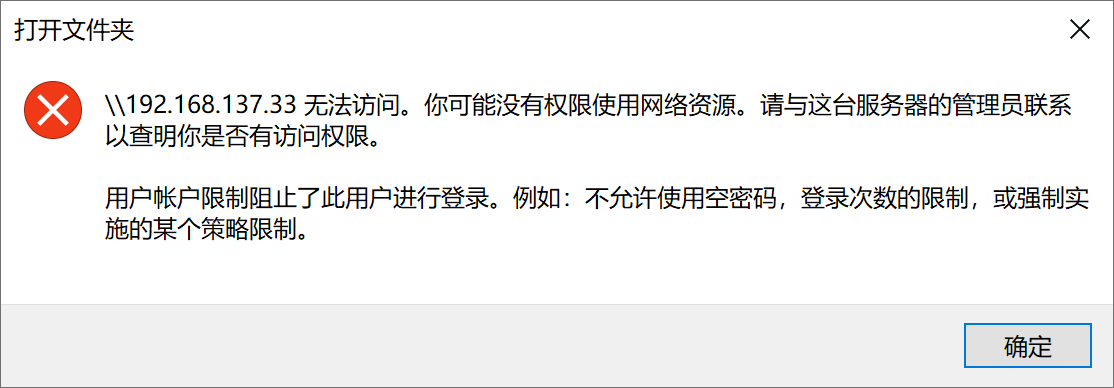 打开文件夹
\\192.168.137.33 无法访问。你可能没有权限使用网络资源。请与这台服务器的管理员联系
以查明你是否有访问权限。
用户帐户限制阻止了此用户进行登录。例如：不允许使用空密码，登录次数的限制，或强制实
施的某个策略限制。
确定